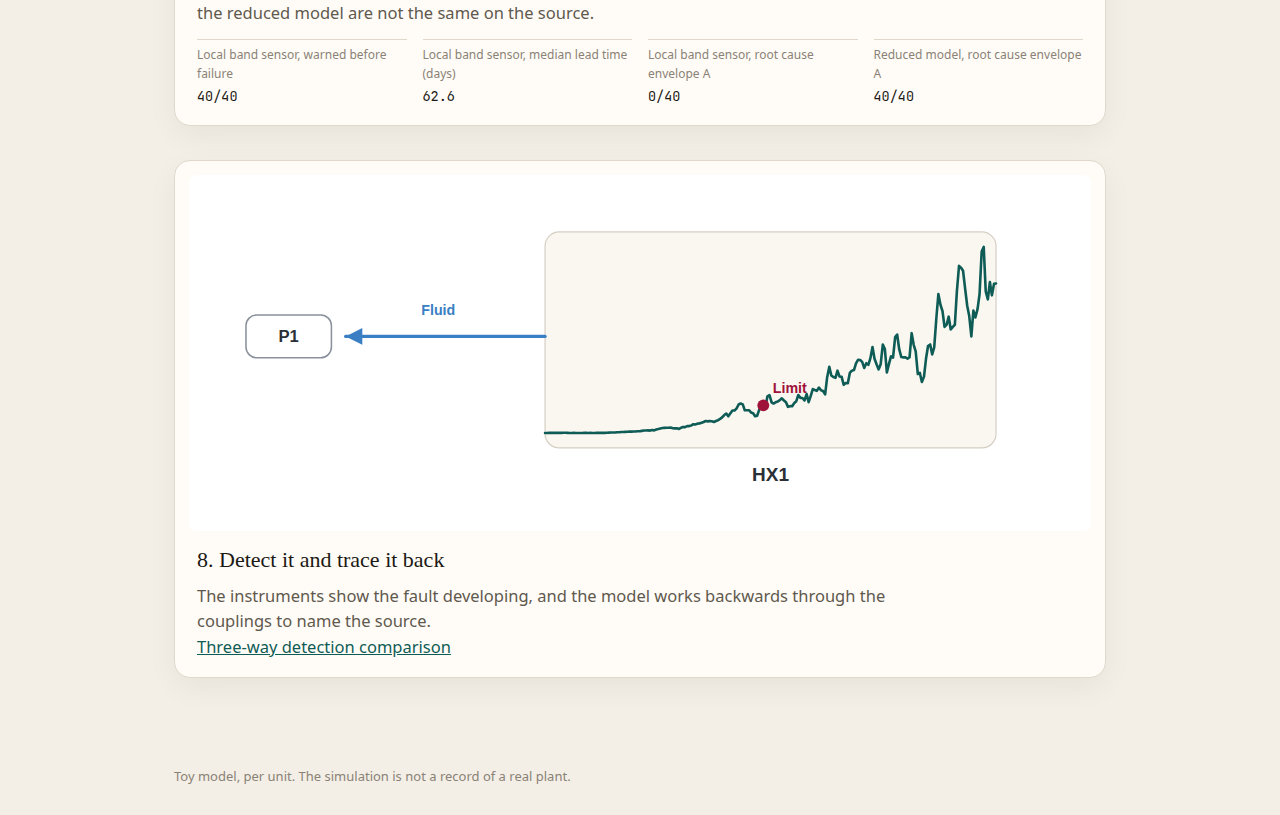 the reduced model are not the same on the source.
Local band sensor, warned before
failure
40/40
Local band sensor, median lead time
(days)
62.6
Local band sensor, root cause
envelope A
0/40
Reduced model, root cause envelope
A
40/40
Fluid
P1
Limit
HX1
8. Detect it and trace it back
The instruments show the fault developing, and the model works backwards through the
couplings to name the source.
Three-way detection comparison
Toy model, per unit. The simulation is not a record of a real plant.